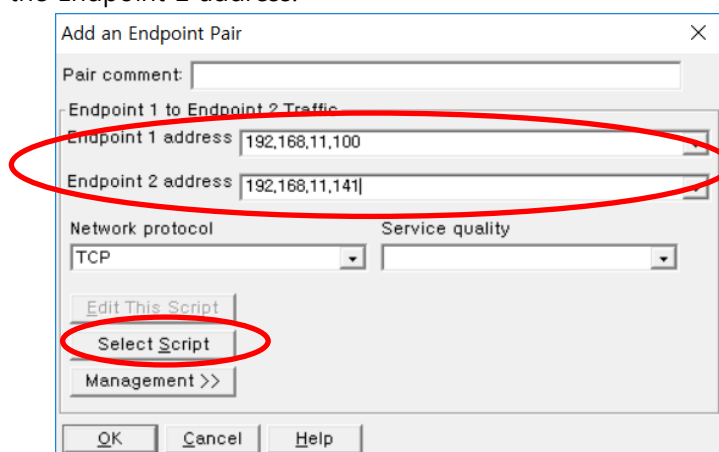 the Endpoint 2 address.
Add an Endpoint Pair
Pair comment:
Endpoint 1 to Endpoint 2 Traffic
Endpoint 1 address 192,168,11,100
Endpoint 2 address 192,168,11,141
Network protocol Service quality
TCP
Edit This Script
Select Script
Management >>
OK Cancel Help